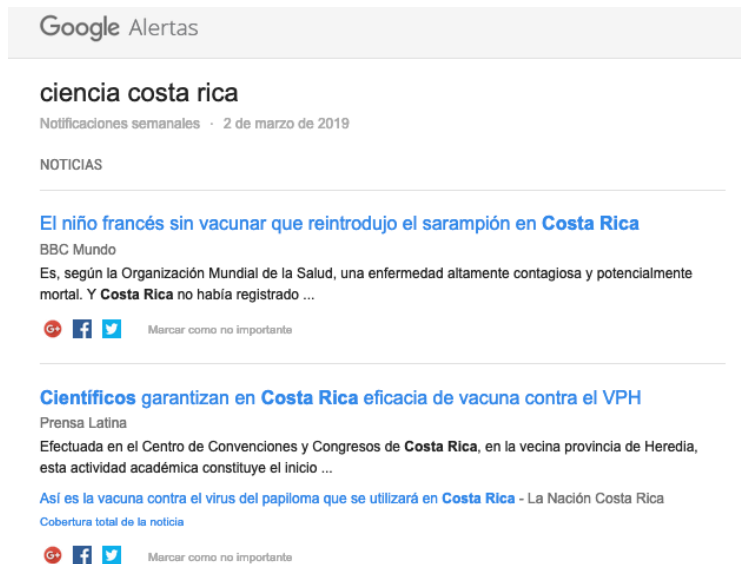 Google Alertas
ciencia costa rica
Notificaciones semanales · 2 de marzo de 2019
NOTICIAS
El niño francés sin vacunar que reintrodujo el sarampión en Costa Rica
BBC Mundo
Es, según la Organización Mundial de la Salud, una enfermedad altamente contagiosa y potencialmente
mortal. Y Costa Rica no había registrado ...
G+ f Marcar como no importante
Científicos garantizan en Costa Rica eficacia de vacuna contra el VPH
Prensa Latina
Efectuada en el Centro de Convenciones y Congresos de Costa Rica, en la vecina provincia de Heredia,
esta actividad académica constituye el inicio ...
Así es la vacuna contra el virus del papiloma que se utilizará en Costa Rica - La Nación Costa Rica
Cobertura total de la noticia
G+ f Marcar como no importante